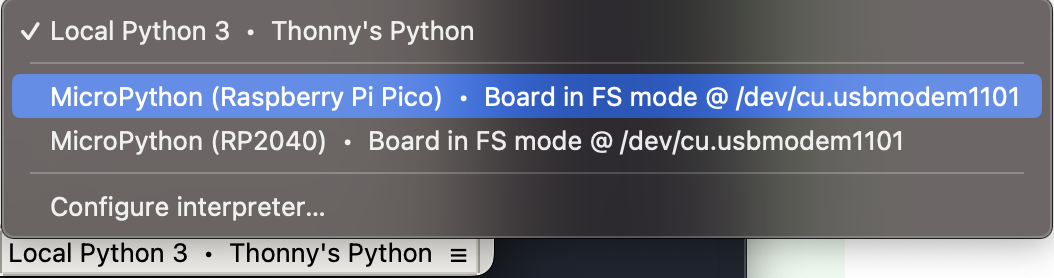 ✓ Local Python 3 • Thonny's Python
MicroPython (Raspberry Pi Pico) • Board in FS mode @ /dev/cu.usbmodem1101
MicroPython (RP2040) • Board in FS mode @ /dev/cu.usbmodem1101
Configure interpreter...
Local Python 3 • Thonny's Python ≡